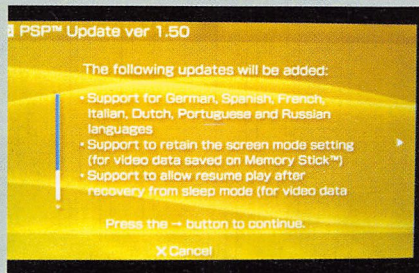 PSP™ Update ver 1.50
The following updates will be added:
• Support for German, Spanish, French,
Italian, Dutch, Portuguese and Russian
languages
• Support to retain the screen mode setting
(for video data saved on Memory Stick™)
• Support to allow resume play after
recovery from sleep mode (for video data
Press the → button to continue.
X Cancel